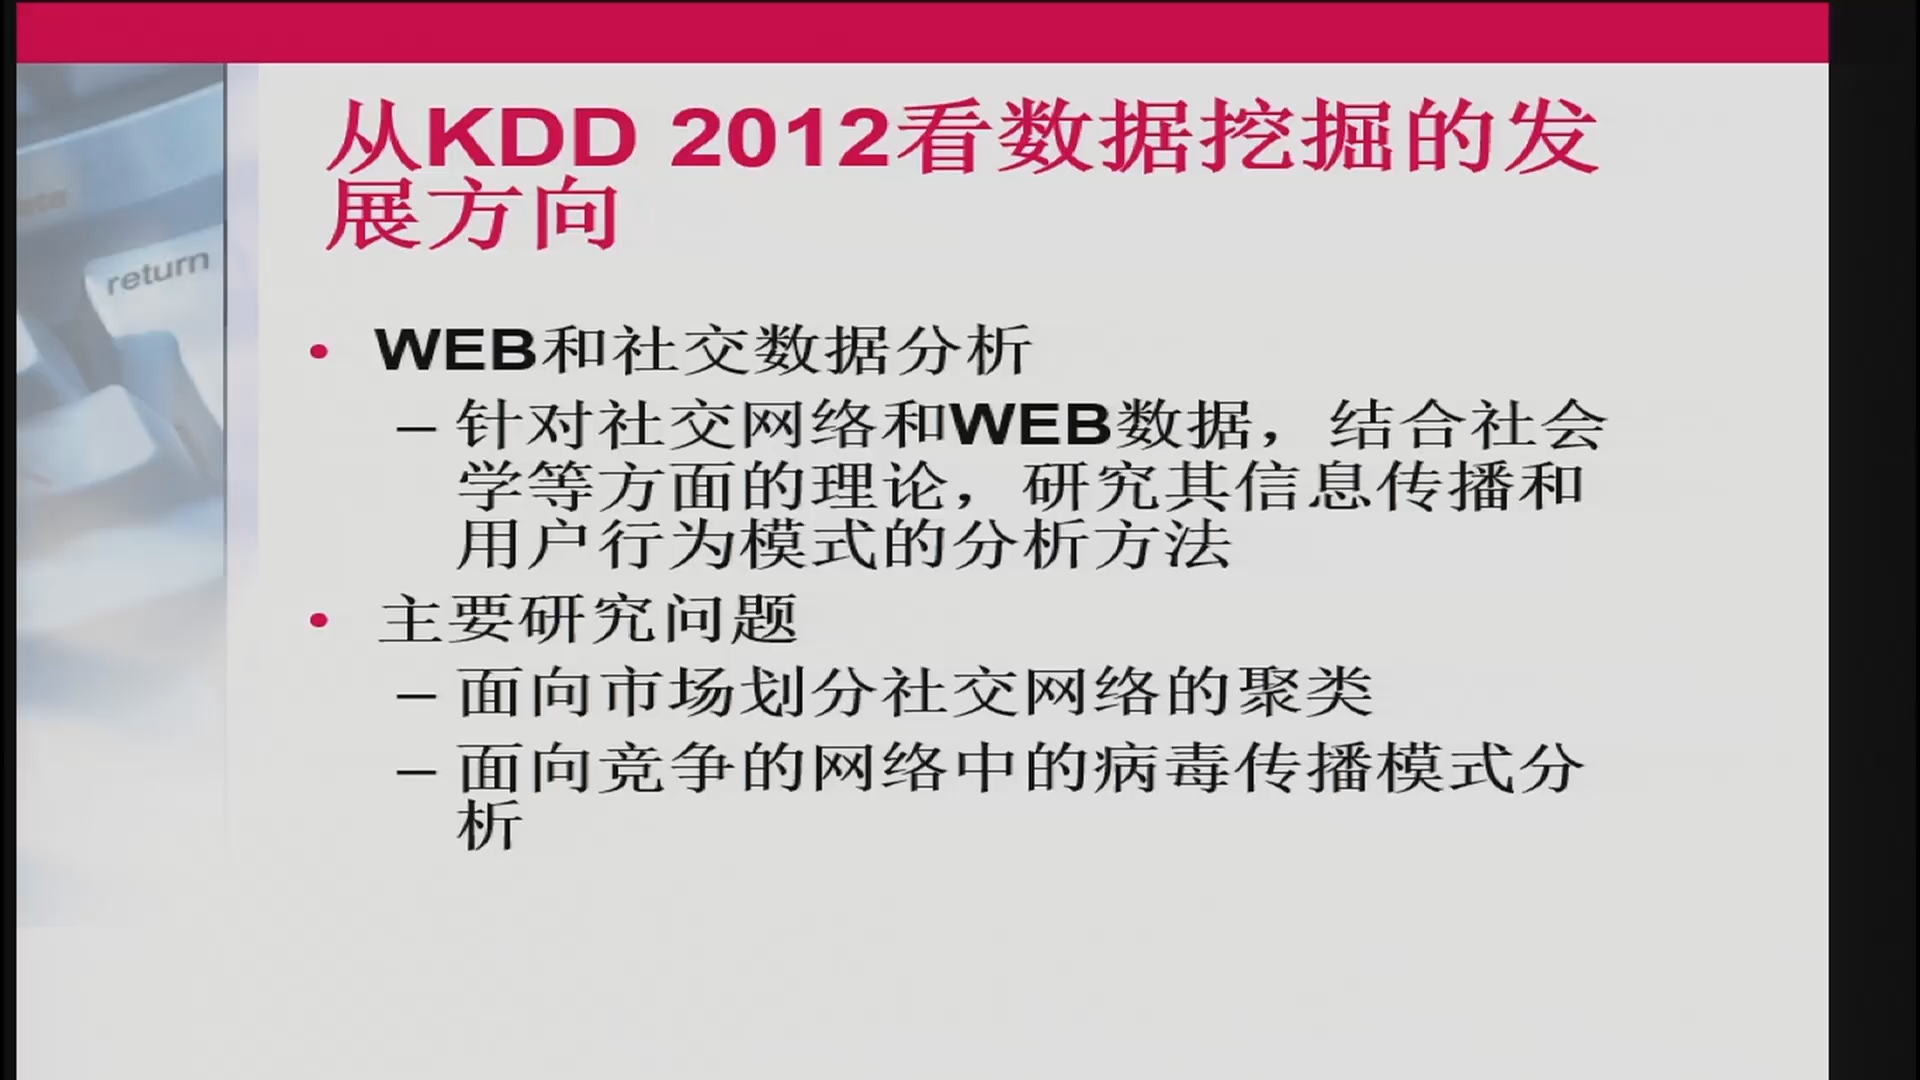 从KDD 2012看数据挖掘的发
展方向
return
• WEB和社交数据分析
– 针对社交网络和WEB数据，结合社会
学等方面的理论，研究其信息传播和
用户行为模式的分析方法
• 主要研究问题
– 面向市场划分社交网络的聚类
– 面向竞争的网络中的病毒传播模式分
析